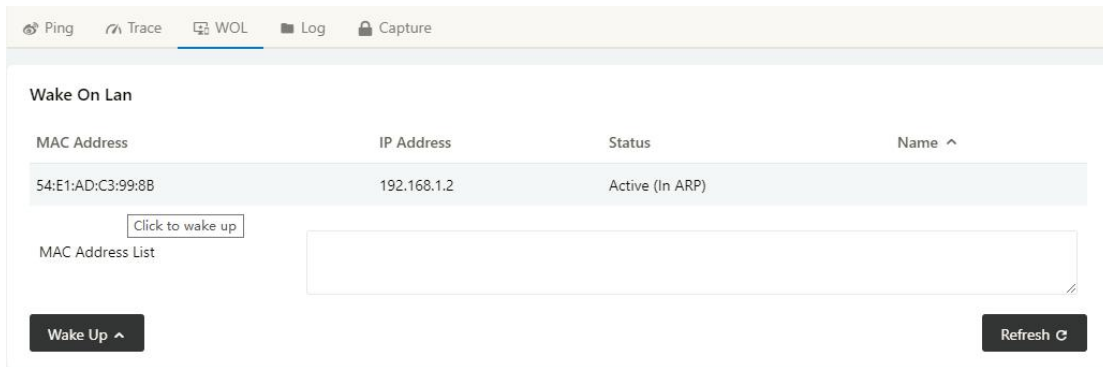 Ping Trace WOL Log Capture
Wake On Lan
MAC Address IP Address Status Name
54:E1:AD:C3:99:8B 192.168.1.2 Active (In ARP)
Click to wake up
MAC Address List
Wake Up Refresh